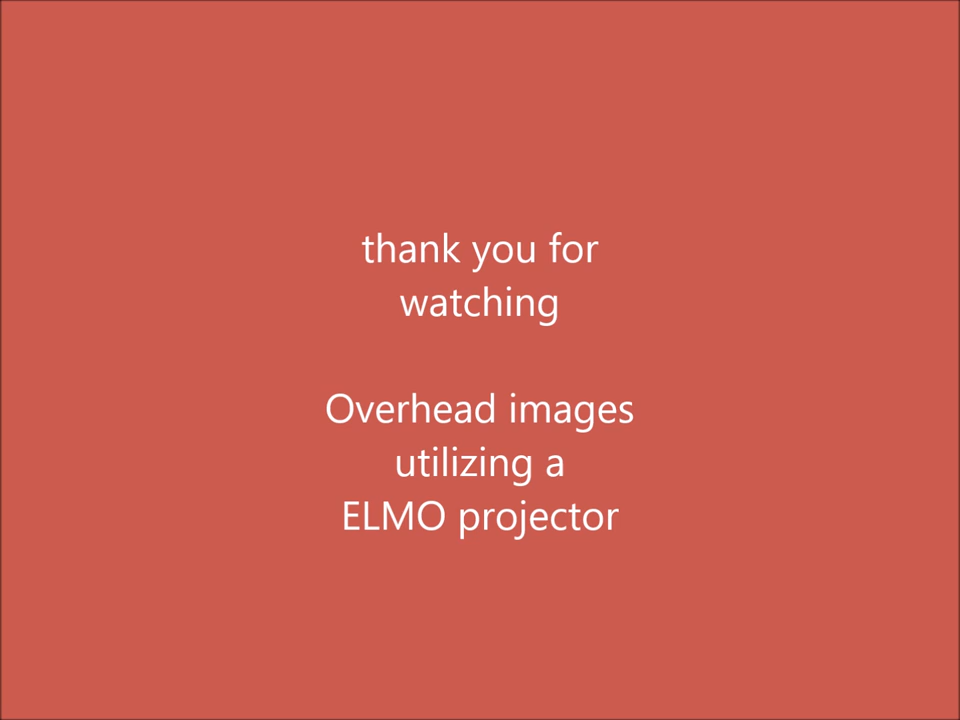 thank you for
watching
Overhead images
utilizing a
ELMO projector